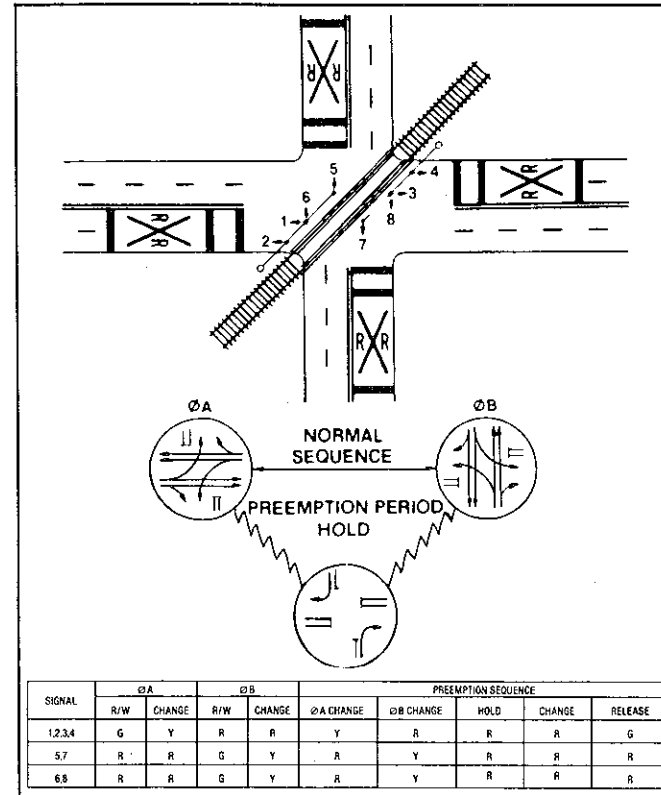 R R
5
6
1
2
4
3
8
7
R R
R R
R R
ØA
ØB
NORMAL
SEQUENCE
PREEMPTION PERIOD
HOLD
SIGNAL ØA ØB PREEMPTION SEQUENCE
R/W CHANGE R/W CHANGE ØA CHANGE ØB CHANGE HOLD CHANGE RELEASE
1,2,3,4 G Y R R Y R R R G
5,7 R R G Y R Y R R R
6,8 R R G Y R Y R R R